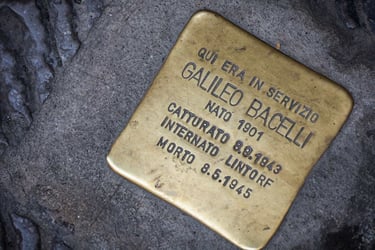 QUI ERA IN SERVIZIO
GALILEO BACELLI
NATO 1901
CATTURATO 8.9.1943
INTERNATO LINTORF
MORTO 8.5.1945